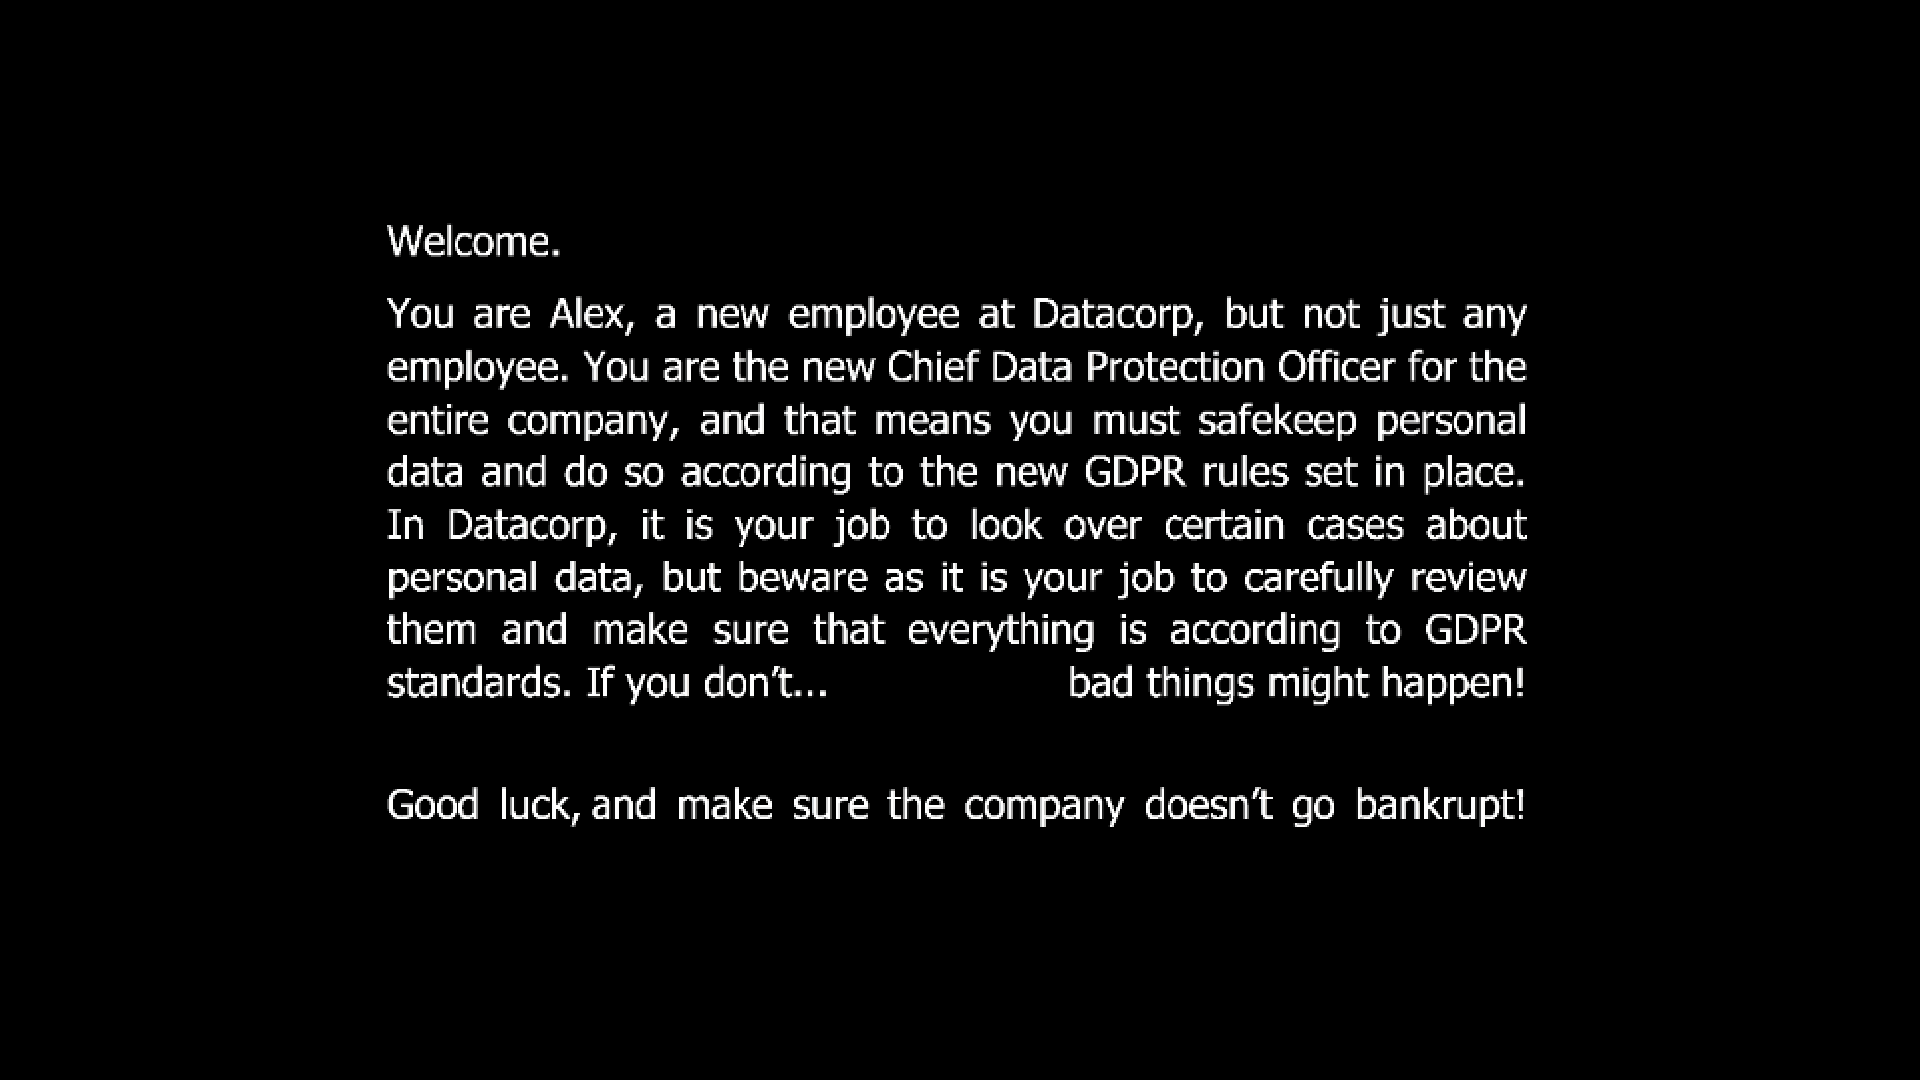 Welcome.
You are Alex, a new employee at Datacorp, but not just any
employee. You are the new Chief Data Protection Officer for the
entire company, and that means you must safekeep personal
data and do so according to the new GDPR rules set in place.
In Datacorp, it is your job to look over certain cases about
personal data, but beware as it is your job to carefully review
them and make sure that everything is according to GDPR
standards. If you don't... bad things might happen!
Good luck, and make sure the company doesn't go bankrupt!